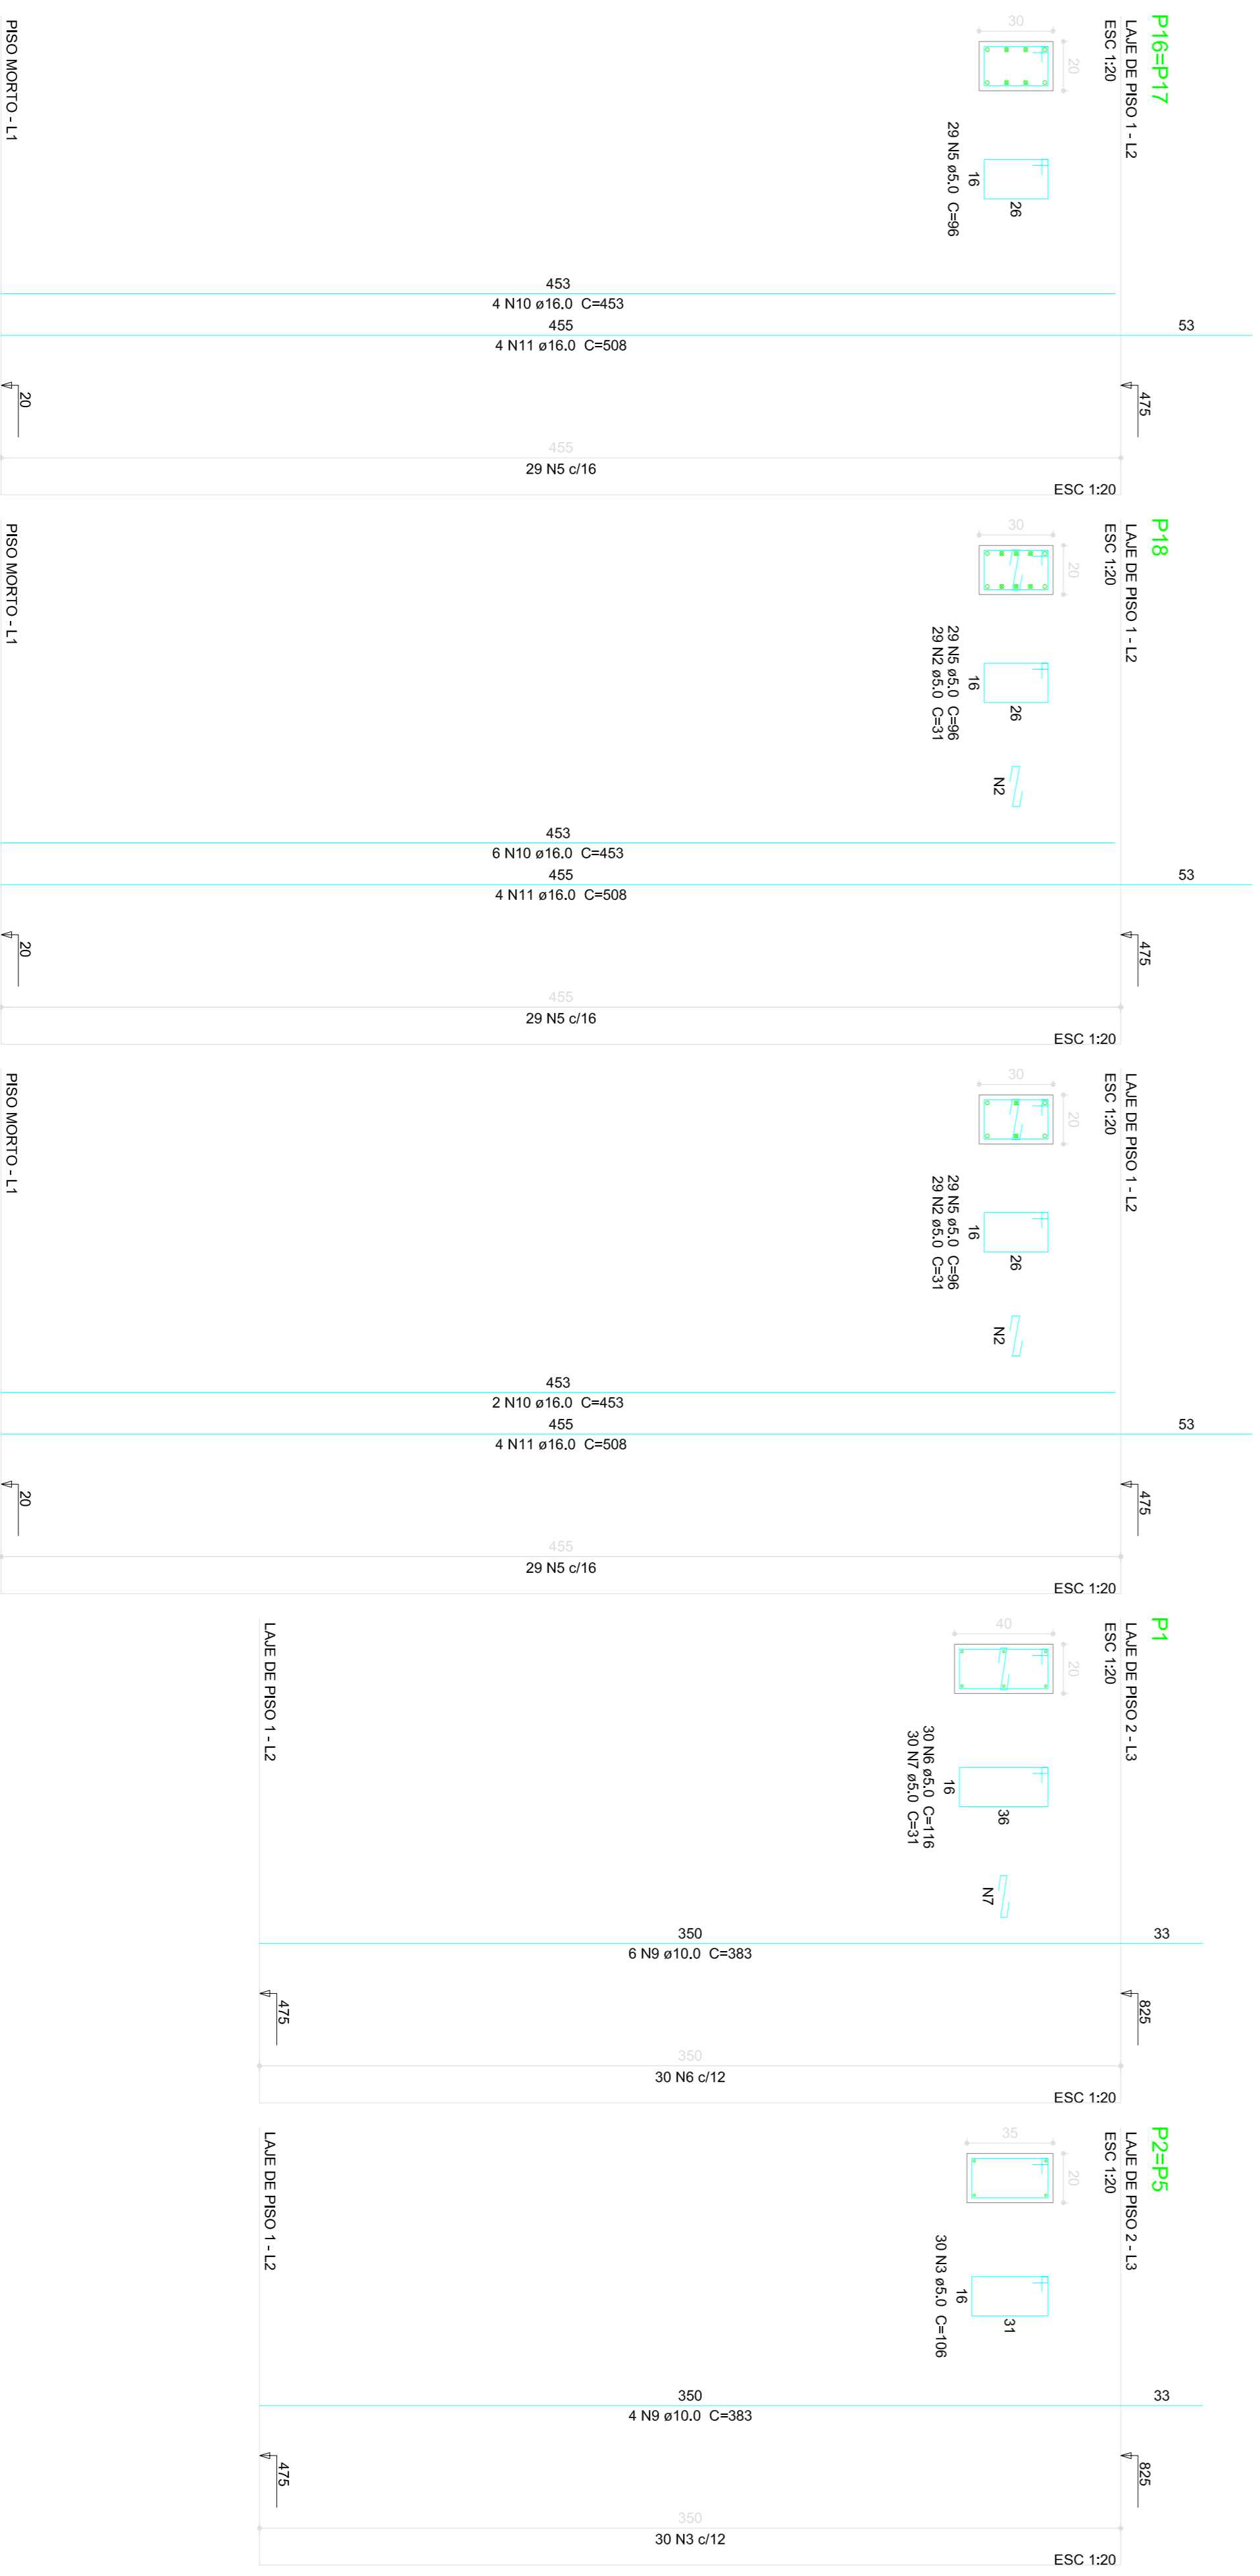 P16=P17
LAJE DE PISO 1 - L2
ESC 1:20
30
20
16
26
29 N5 ø5.0 C=96
453
4 N10 ø16.0 C=453
455
4 N11 ø16.0 C=508
53
475
20
455
29 N5 c/16
ESC 1:20
PISO MORTO - L1
P18
LAJE DE PISO 1 - L2
ESC 1:20
30
20
16
26
29 N5 ø5.0 C=96
29 N2 ø5.0 C=31
N2
453
6 N10 ø16.0 C=453
455
4 N11 ø16.0 C=508
53
475
20
455
29 N5 c/16
ESC 1:20
PISO MORTO - L1
LAJE DE PISO 1 - L2
ESC 1:20
30
20
16
26
29 N5 ø5.0 C=96
29 N2 ø5.0 C=31
N2
453
2 N10 ø16.0 C=453
455
4 N11 ø16.0 C=508
53
475
20
455
29 N5 c/16
ESC 1:20
PISO MORTO - L1
P1
LAJE DE PISO 2 - L3
ESC 1:20
40
20
16
36
30 N6 ø5.0 C=116
30 N7 ø5.0 C=31
N7
350
6 N9 ø10.0 C=383
33
825
475
350
30 N6 c/12
ESC 1:20
LAJE DE PISO 1 - L2
P2=P5
LAJE DE PISO 2 - L3
ESC 1:20
35
20
16
31
30 N3 ø5.0 C=106
350
4 N9 ø10.0 C=383
33
825
475
350
30 N3 c/12
ESC 1:20
LAJE DE PISO 1 - L2